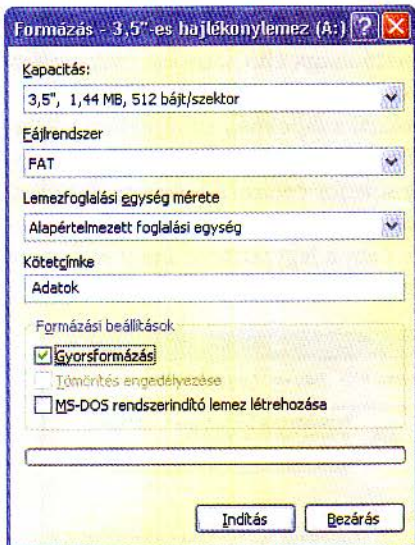 Formázás - 3,5"-es hajlékonylemez (A:)
Kapacitás:
3,5", 1,44 MB, 512 bájt/szektor
Fájlrendszer
FAT
Lemezfoglalási egység mérete
Alapértelmezett foglalási egység
Kötetcímke
Adatok
Formázási beállítások
Gyorsformázás
Tömörítés engedélyezése
MS-DOS rendszerindító lemez létrehozása
Indítás
Bezárás